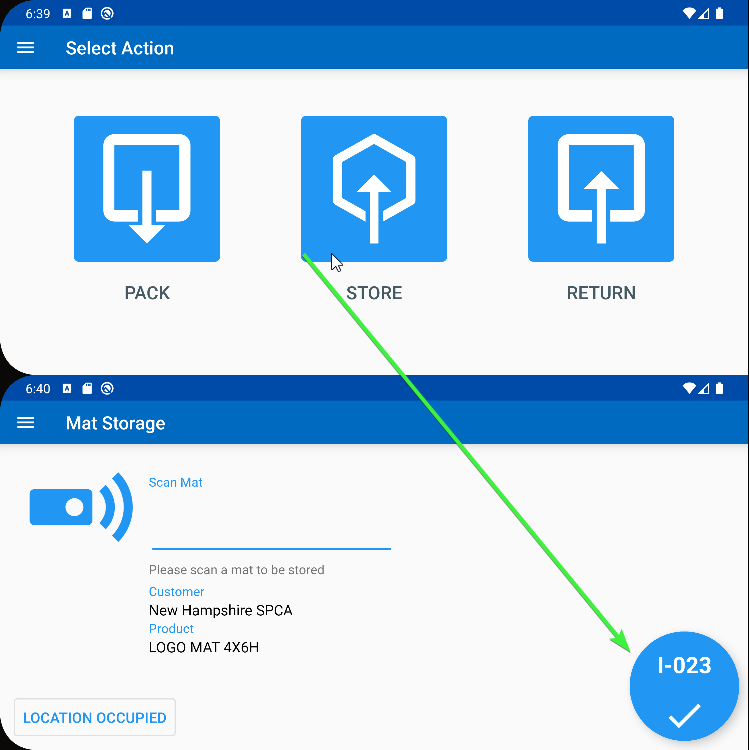 6:39
Select Action
PACK
STORE
RETURN
6:40
Mat Storage
Scan Mat
Please scan a mat to be stored
Customer
New Hampshire SPCA
Product
LOGO MAT 4X6H
I-023
LOCATION OCCUPIED